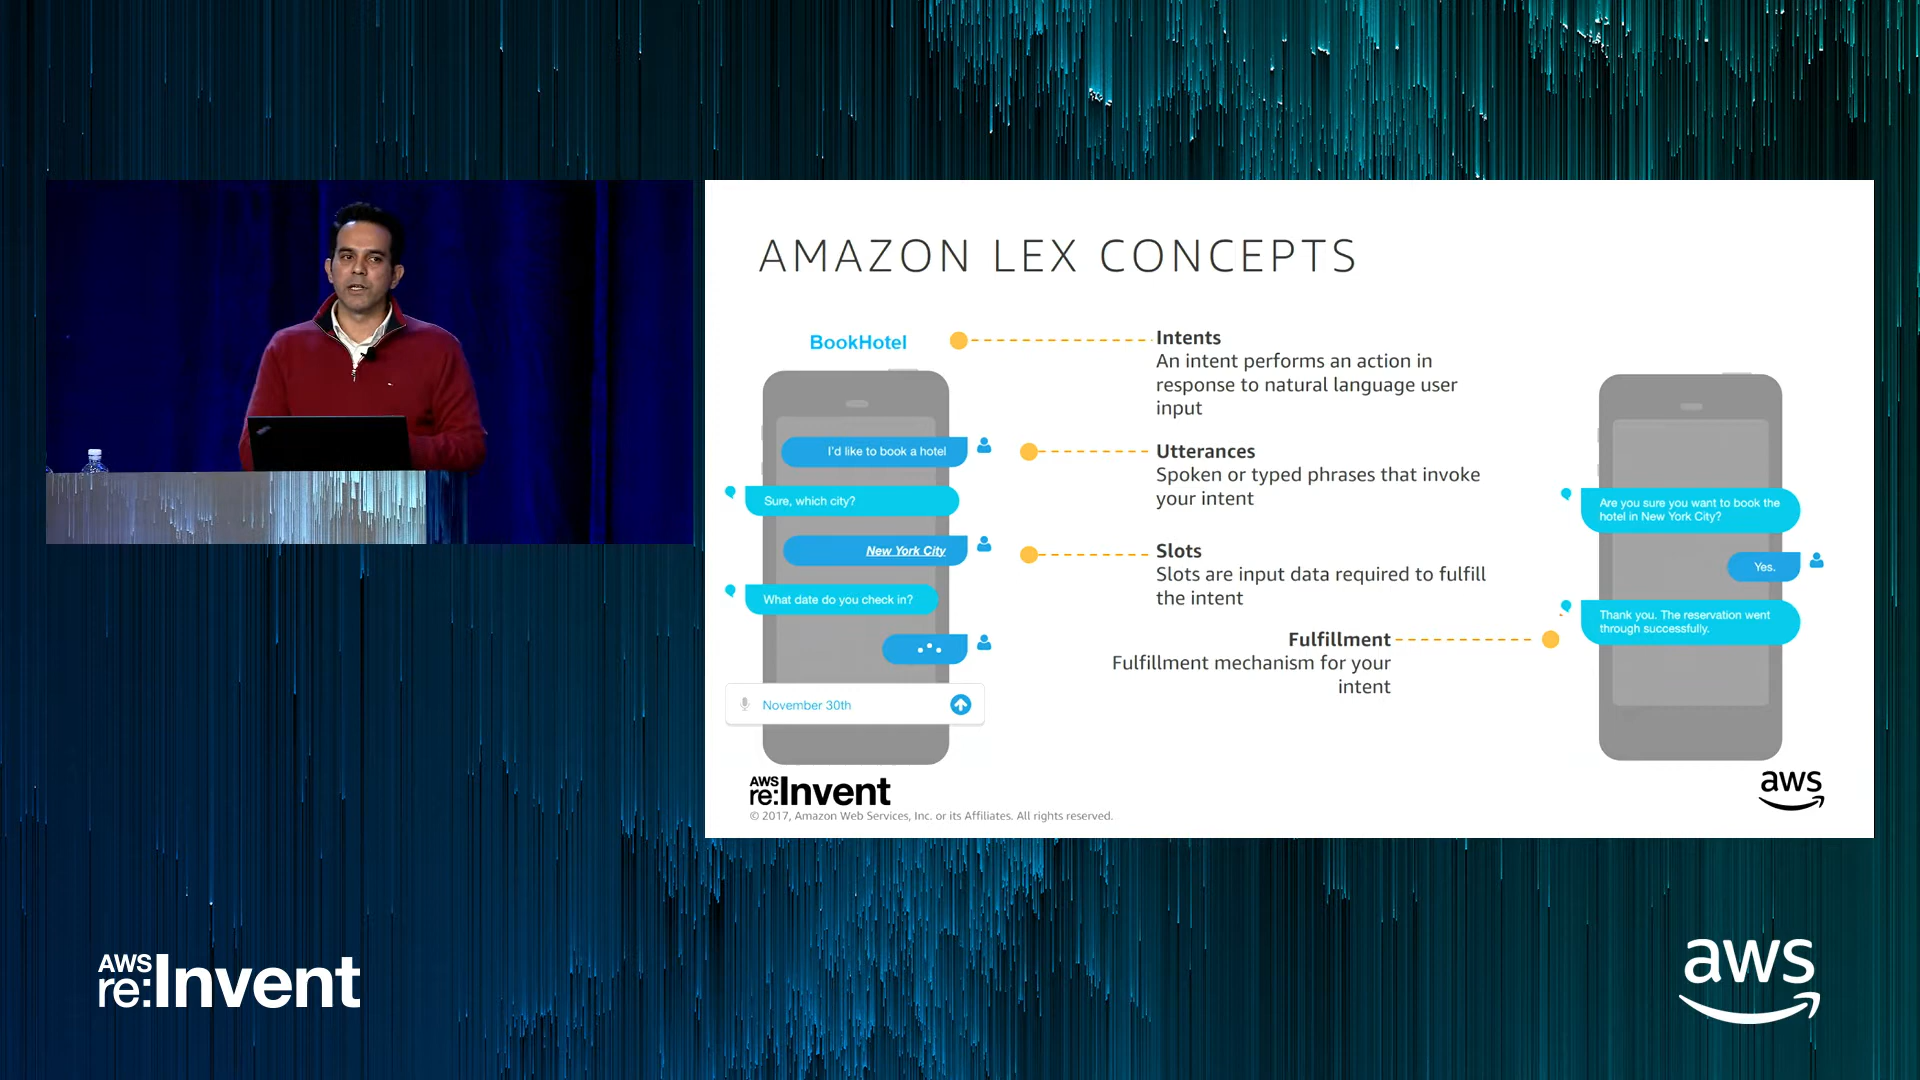 AMAZON LEX CONCEPTS
BookHotel
I'd like to book a hotel
Sure, which city?
New York City
What date do you check in?
November 30th
Intents
An intent performs an action in
response to natural language user
input
Utterances
Spoken or typed phrases that invoke
your intent
Slots
Slots are input data required to fulfill
the intent
Fulfillment
Fulfillment mechanism for your
intent
Are you sure you want to book the
hotel in New York City?
Yes.
Thank you. The reservation went
through successfully.
AWS
re:Invent
© 2017, Amazon Web Services, Inc. or its Affiliates. All rights reserved.
aws
AWS
re:Invent
aws